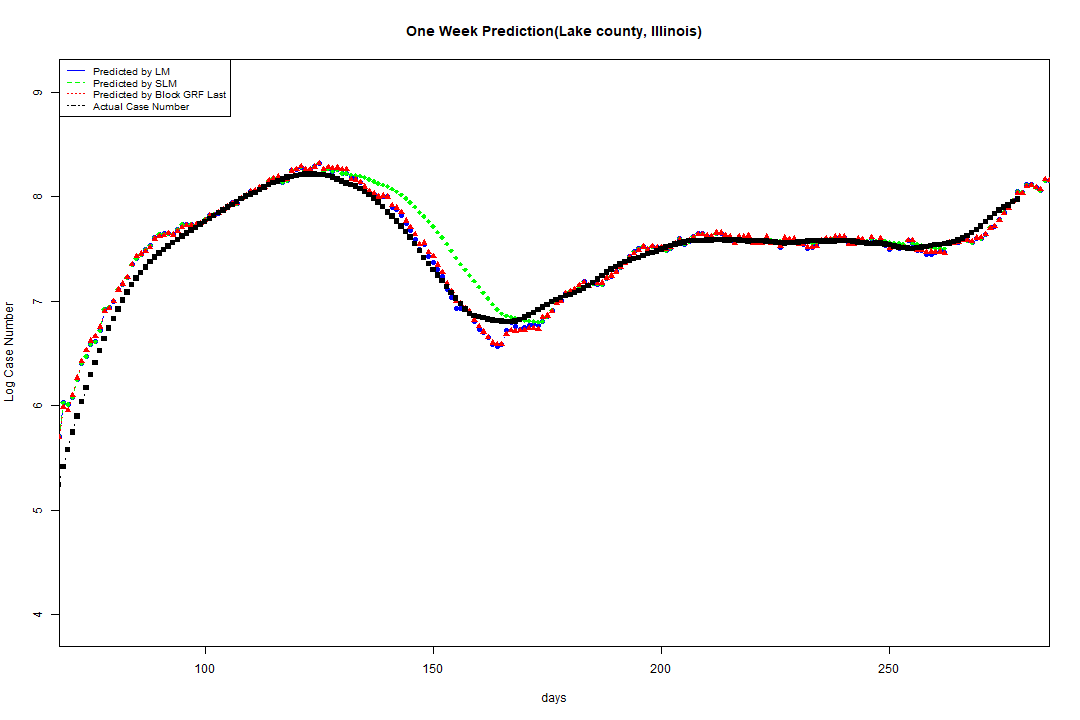 One Week Prediction(Lake county, Illinois)
Predicted by LM
Predicted by SLM
Predicted by Block GRF Last
Actual Case Number
9
8
7
6
5
4
Log Case Number
100
150
200
250
days